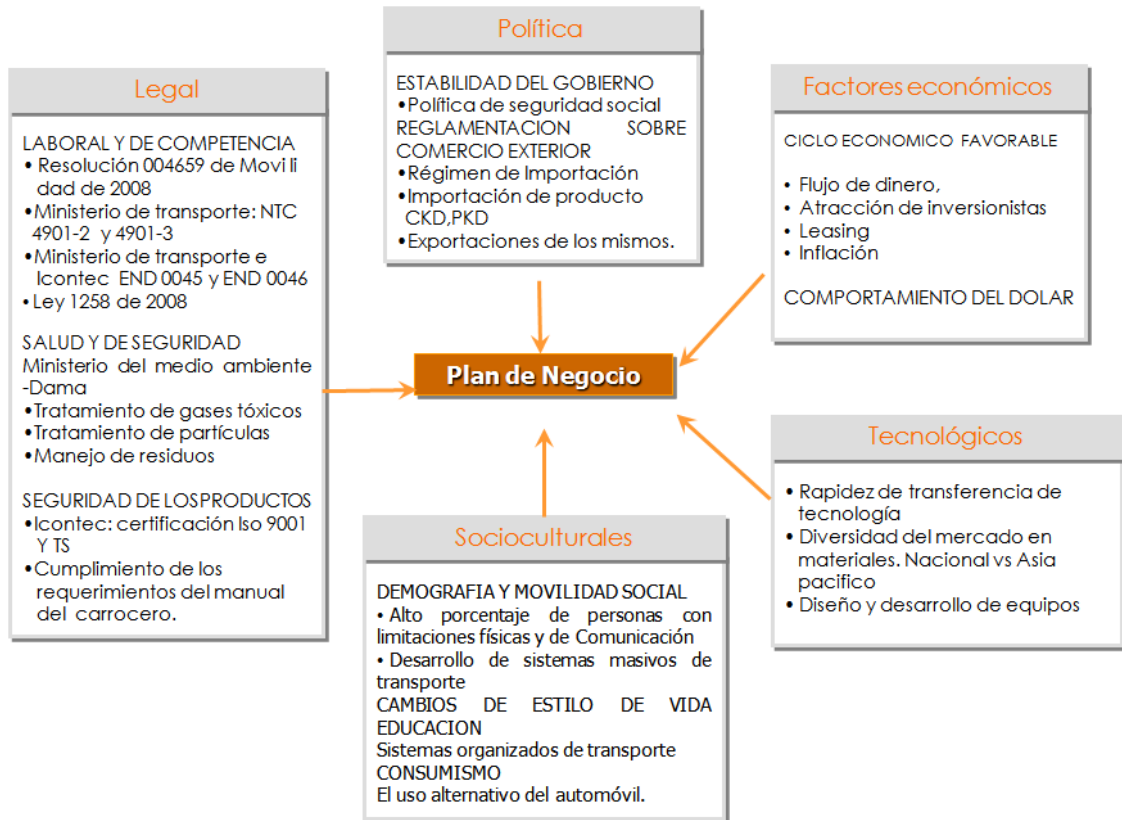 Política
ESTABILIDAD DEL GOBIERNO
•Política de seguridad social
REGLAMENTACION SOBRE
COMERCIO EXTERIOR
•Régimen de Importación
•Importación de producto
CKD,PKD
•Exportaciones de los mismos.
Legal
LABORAL Y DE COMPETENCIA
• Resolución 004659 de Movili
dad de 2008
•Ministerio de transporte: NTC
4901-2 y 4901-3
•Ministerio de transporte e
Icontec END 0045 y END 0046
•Ley 1258 de 2008
SALUD Y DE SEGURIDAD
Ministerio del medio ambiente
-Dama
•Tratamiento de gases tóxicos
•Tratamiento de partículas
•Manejo de residuos
SEGURIDAD DE LOSPRODUCTOS
•Icontec: certificación Iso 9001
Y TS
•Cumplimiento de los
requerimientos del manual
del carrocero.
Factores económicos
CICLO ECONOMICO FAVORABLE
• Flujo de dinero,
• Atracción de inversionistas
• Leasing
• Inflación
COMPORTAMIENTO DEL DOLAR
Plan de Negocio
Tecnológicos
• Rapidez de transferencia de
tecnología
• Diversidad del mercado en
materiales. Nacional vs Asia
pacifico
• Diseño y desarrollo de equipos
Socioculturales
DEMOGRAFIA Y MOVILIDAD SOCIAL
• Alto porcentaje de personas con
limitaciones físicas y de Comunicación
• Desarrollo de sistemas masivos de
transporte
CAMBIOS DE ESTILO DE VIDA
EDUCACION
Sistemas organizados de transporte
CONSUMISMO
El uso alternativo del automóvil.